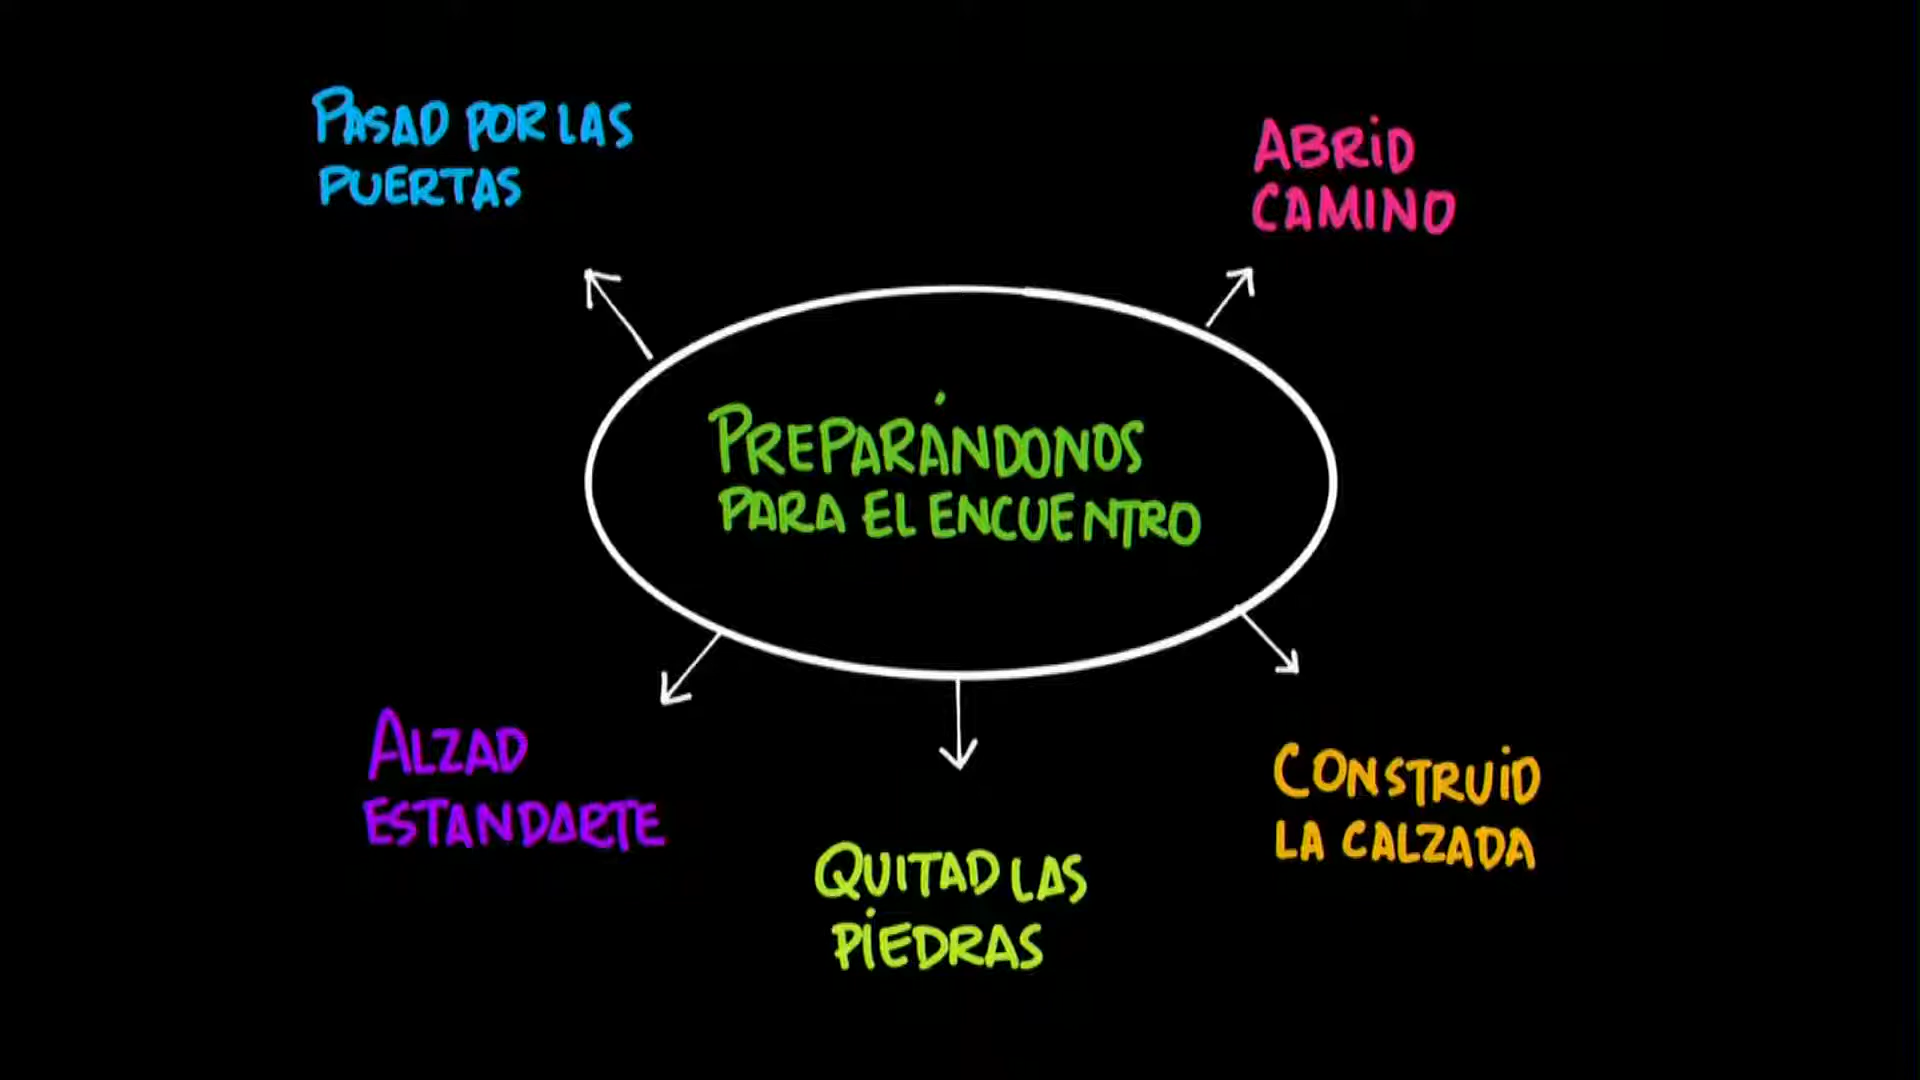 PASAD POR LAS
PUERTAS
ABRID
CAMINO
PREPARÁNDONOS
PARA EL ENCUENTRO
ALZAD
ESTANDARTE
QUITAD LAS
PIEDRAS
CONSTRUID
LA CALZADA